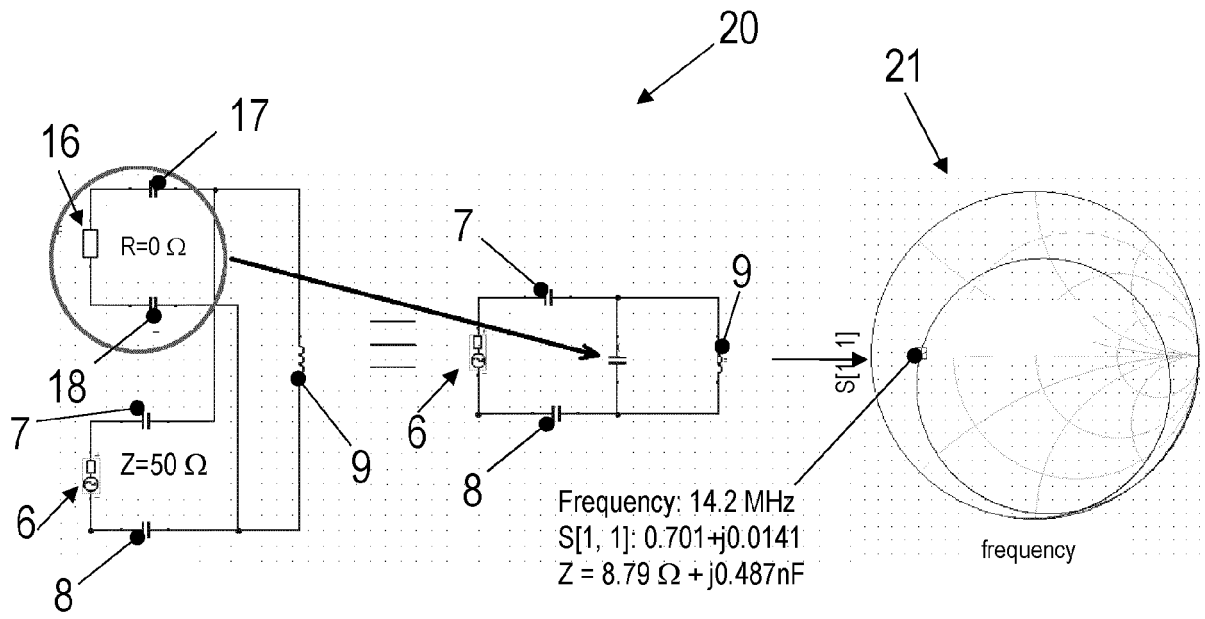 20
21
17
16
R=0 Ω
7
9
18
7
6
S[1, 1]
Z=50 Ω
9
6
8
8
Frequency: 14.2 MHz
S[1, 1]: 0.701+j0.0141
Z = 8.79 Ω + j0.487nF
frequency